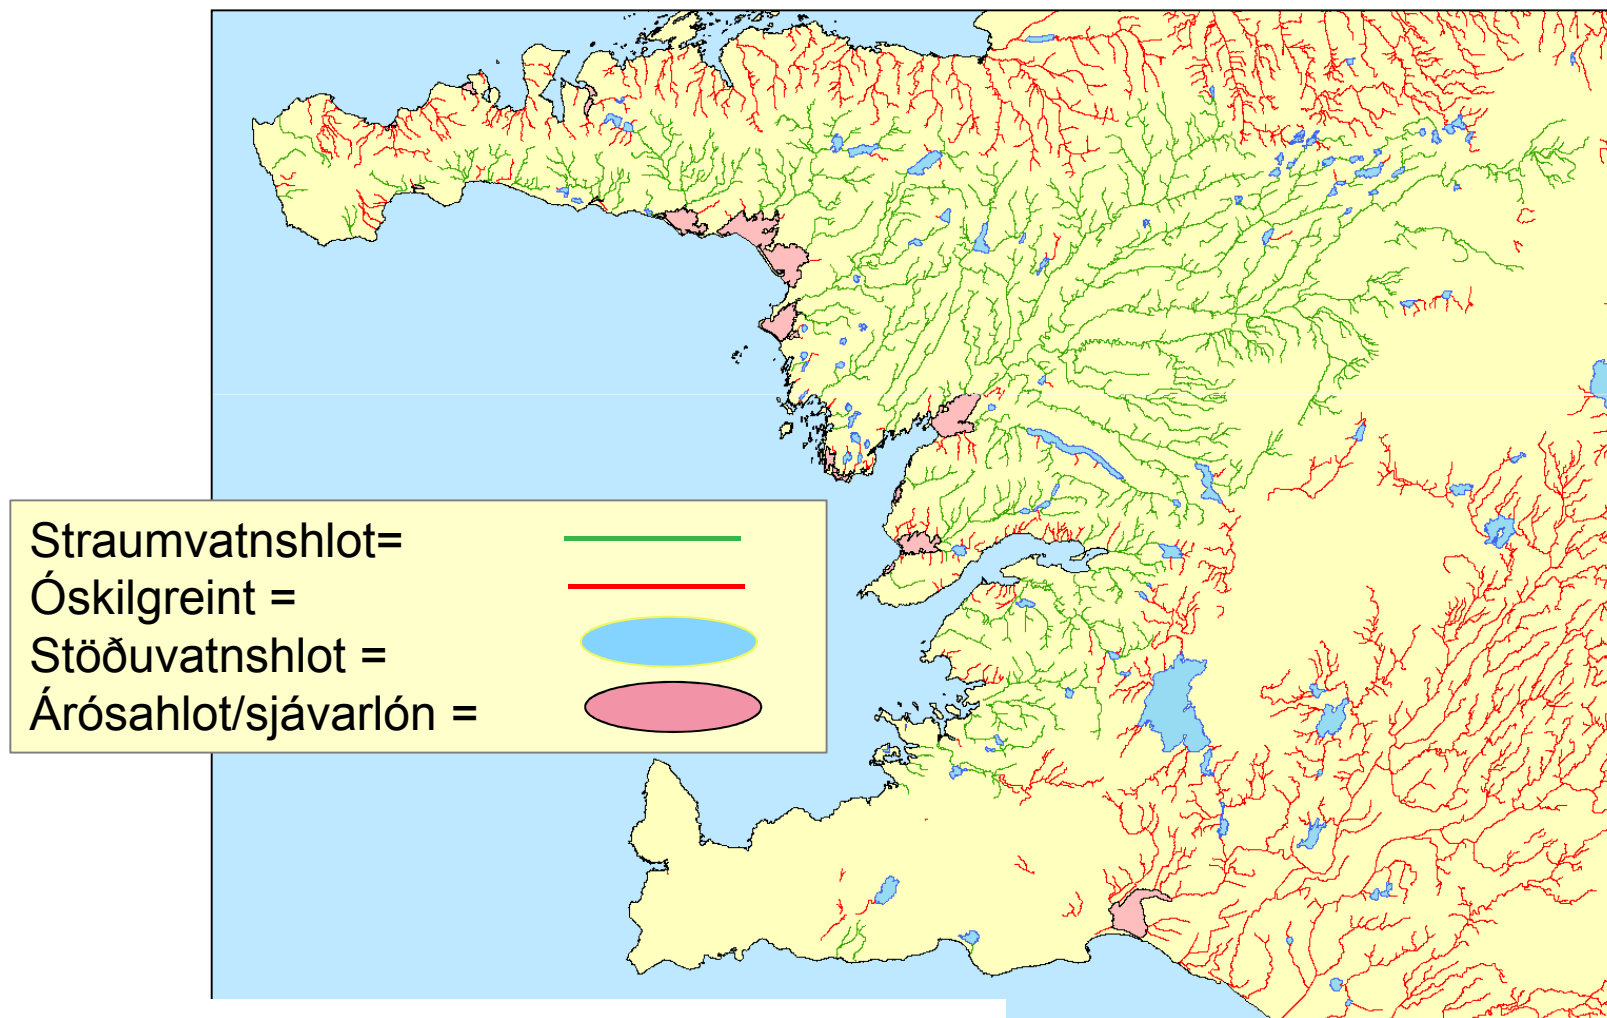 Straumvatnshlot=
Óskilgreint =
Stöðuvatnshlot =
Árósahlot/sjávarlón =